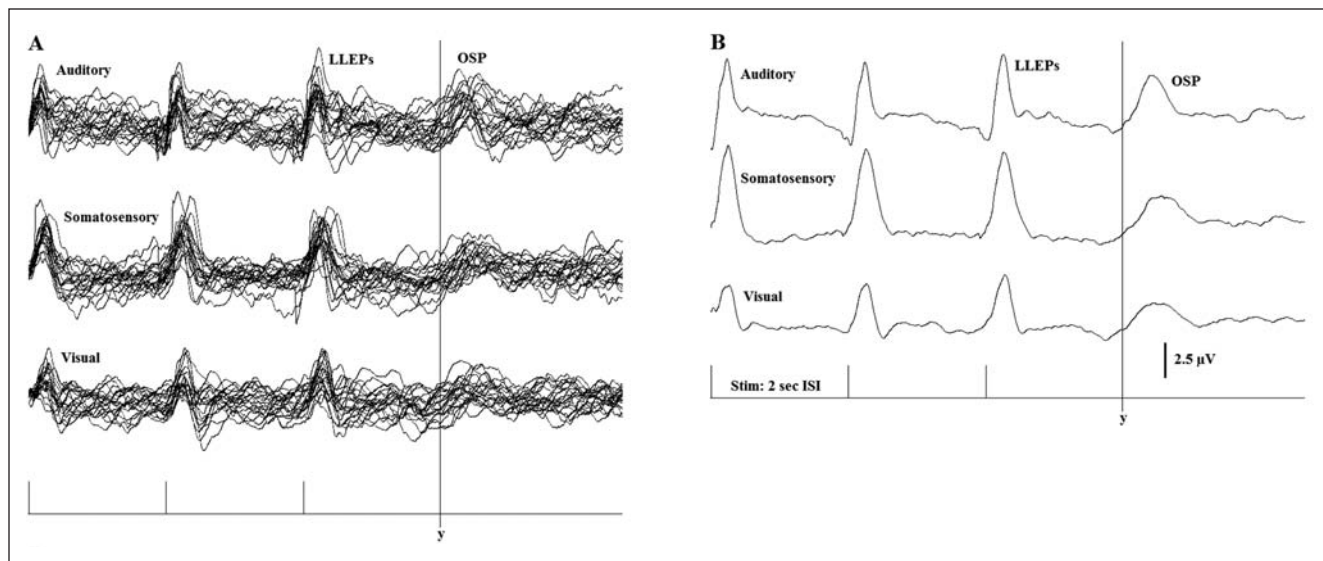 A
Auditory
LLEPs
OSP
Somatosensory
Visual
y
B
Auditory
LLEPs
OSP
Somatosensory
Visual
2.5 µV
Stim: 2 sec ISI
y